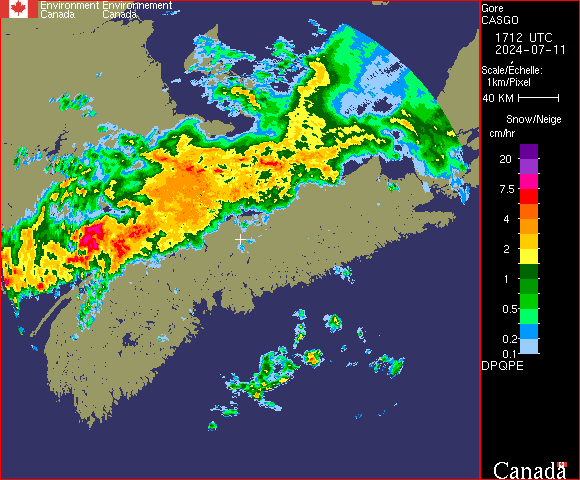 Environment Environnement
Canada Canada
Gore
CASGO
1712 UTC
2024-07-11
Scale/Echelle:
1km/Pixel
40 KM
Snow/Neige
cm/hr
20
7.5
4
2
1
0.5
0.2
0.1
DPQPE
Canada